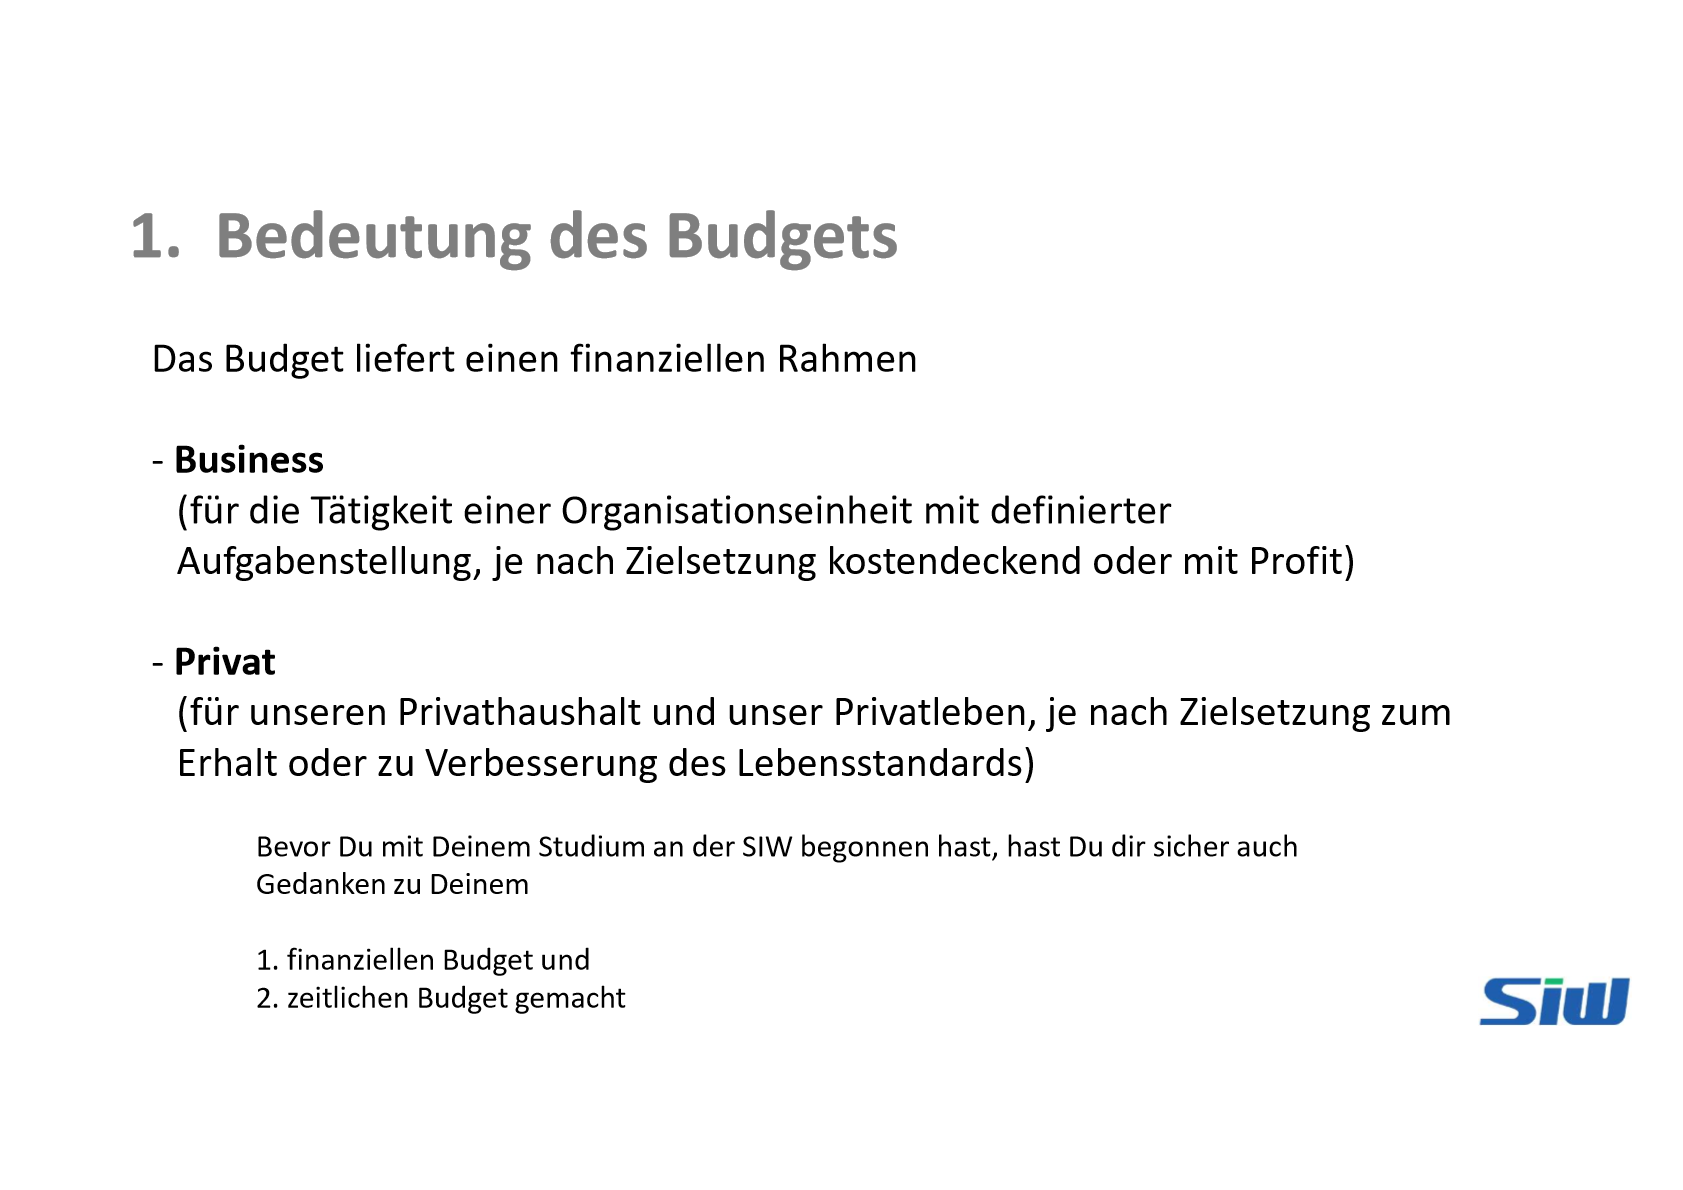 1. Bedeutung des Budgets
Das Budget liefert einen finanziellen Rahmen
- Business
(für die Tätigkeit einer Organisationseinheit mit definierter
Aufgabenstellung, je nach Zielsetzung kostendeckend oder mit Profit)
- Privat
(für unseren Privathaushalt und unser Privatleben, je nach Zielsetzung zum
Erhalt oder zu Verbesserung des Lebensstandards)
Bevor Du mit Deinem Studium an der SIW begonnen hast, hast Du dir sicher auch
Gedanken zu Deinem
1. finanziellen Budget und
2. zeitlichen Budget gemacht
Siw